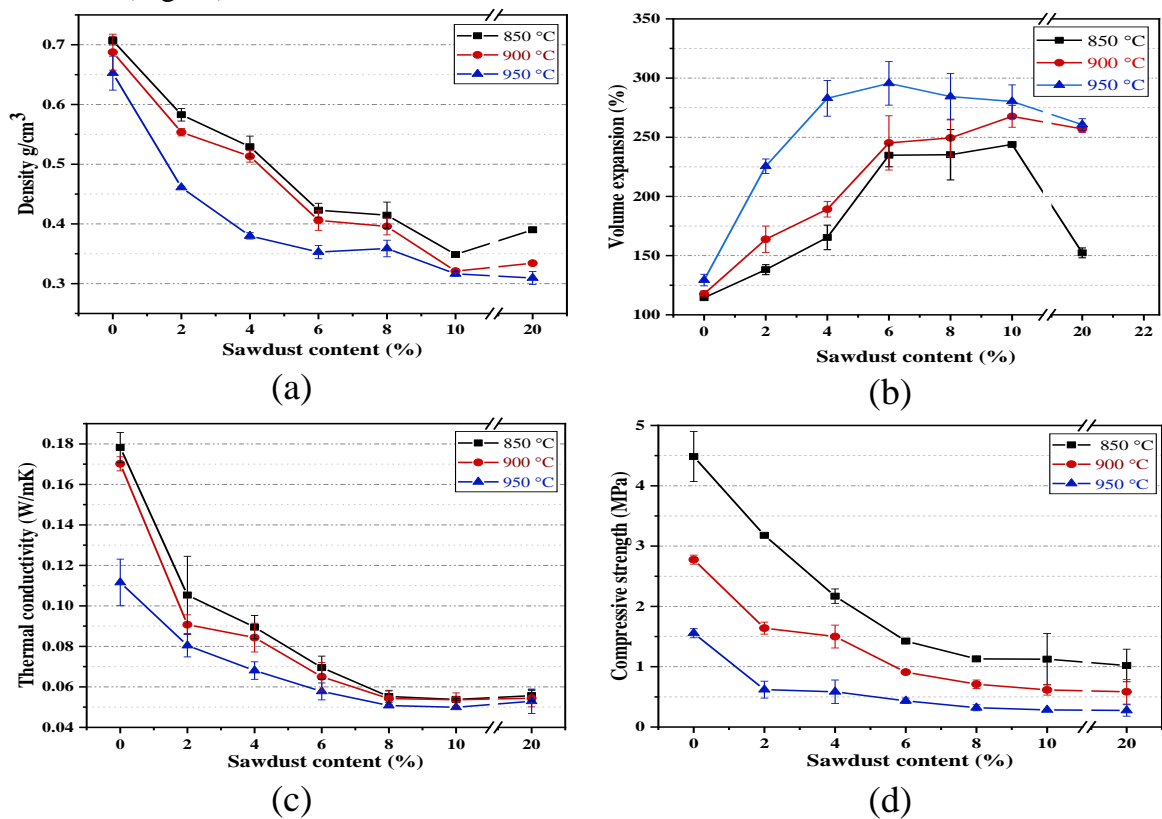 850 °C
900 °C
950 °C
0.7
0.6
0.5
0.4
0.3
Density g/cm³
0 2 4 6 8 10 20
Sawdust content (%)
(a)
850 °C
900 °C
950 °C
350
300
250
200
150
100
Volume expansion (%)
0 2 4 6 8 10 20 22
Sawdust content (%)
(b)
850 °C
900 °C
950 °C
0.18
0.16
0.14
0.12
0.10
0.08
0.06
0.04
Thermal conductivity (W/mK)
0 2 4 6 8 10 20
Sawdust content (%)
(c)
850 °C
900 °C
950 °C
5
4
3
2
1
0
Compressive strength (MPa)
0 2 4 6 8 10 20
Sawdust content (%)
(d)